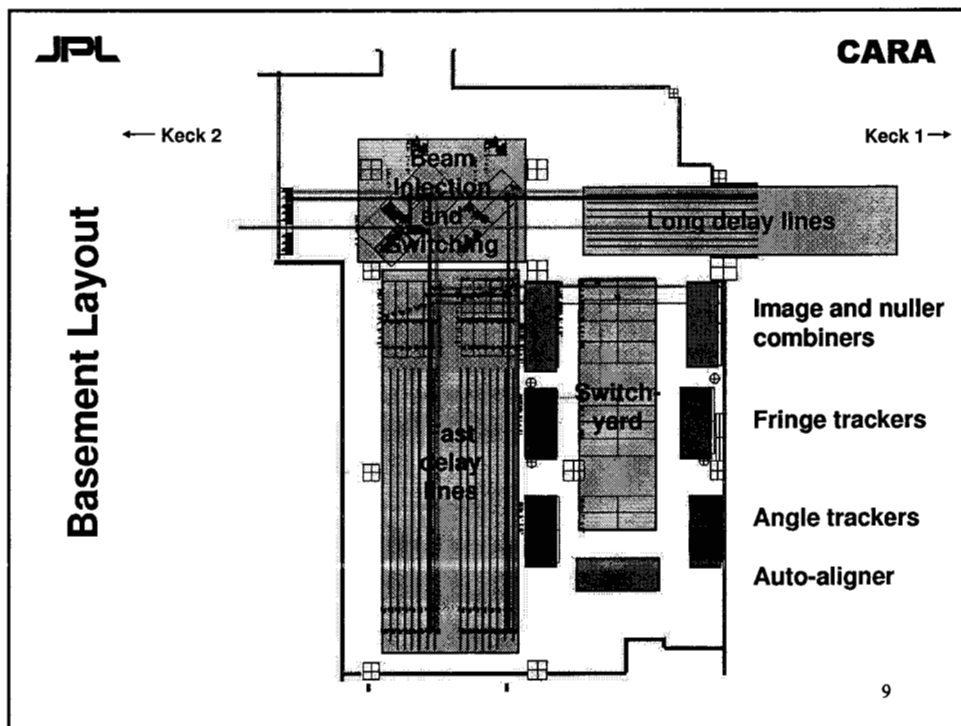 JPL
CARA
← Keck 2
Keck 1 →
Basement Layout
Beam
Injection
and
Switching
Long delay lines
Image and nuller
combiners
Switch-
yard
Fringe trackers
Fast
delay
lines
Angle trackers
Auto-aligner
9